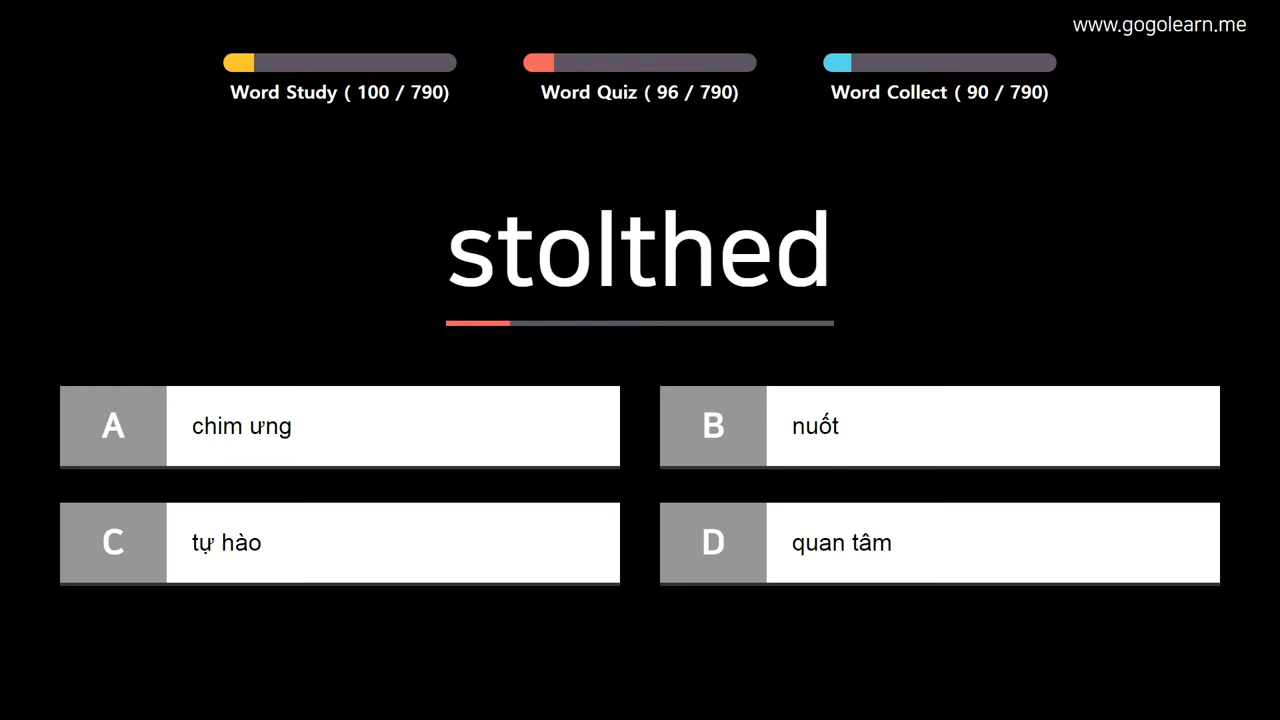 www.gogolearn.me
Word Study ( 100 / 790)
Word Quiz ( 96 / 790)
Word Collect ( 90 / 790)
stolthed
A chim ưng
B nuốt
C tự hào
D quan tâm